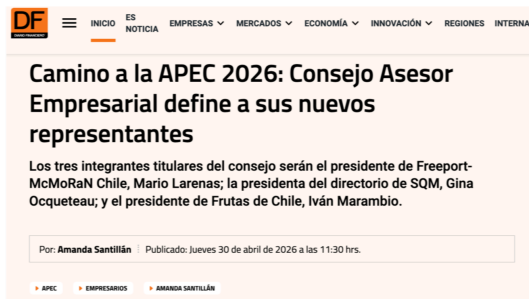 DF
DIARIO FINANCIERO
INICIO
ES NOTICIA
EMPRESAS
MERCADOS
ECONOMÍA
INNOVACIÓN
REGIONES
INTERNA
Camino a la APEC 2026: Consejo Asesor
Empresarial define a sus nuevos
representantes
Los tres integrantes titulares del consejo serán el presidente de Freeport-
McMoRaN Chile, Mario Larenas; la presidenta del directorio de SQM, Gina
Ocqueteau; y el presidente de Frutas de Chile, Iván Marambio.
Por: Amanda Santillán | Publicado: Jueves 30 de abril de 2026 a las 11:30 hrs.
APEC
EMPRESARIOS
AMANDA SANTILLÁN